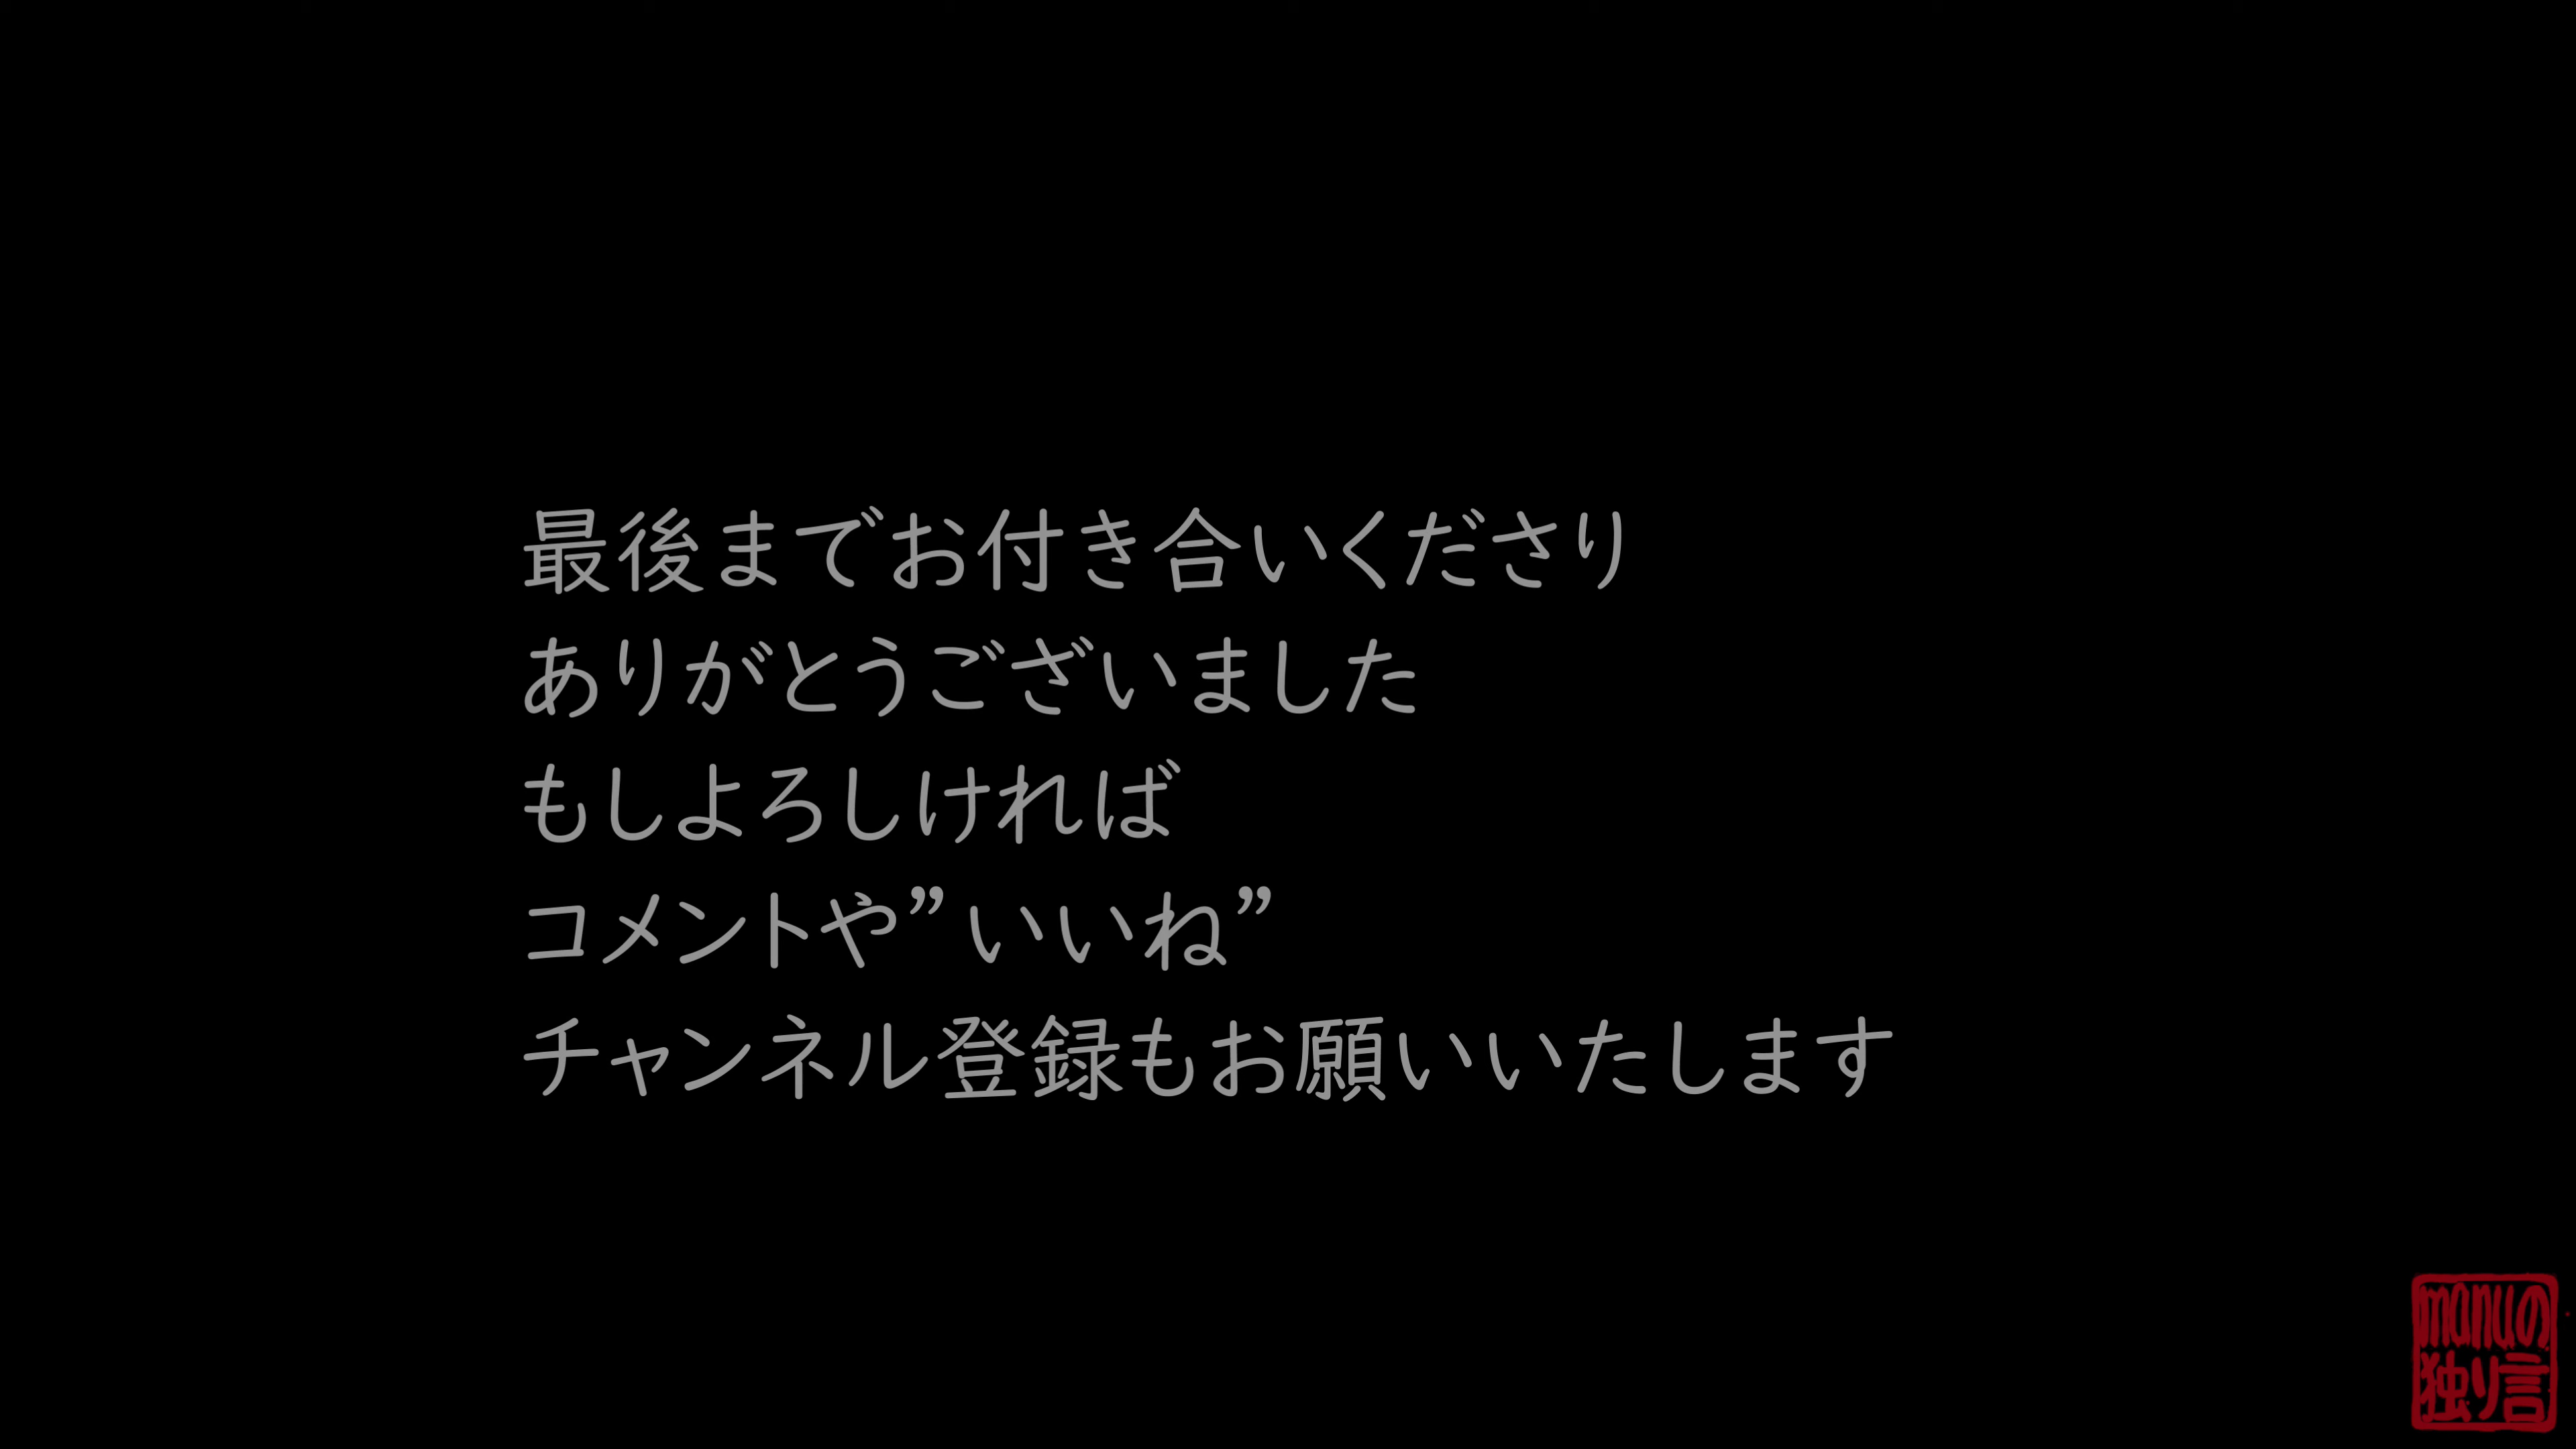 最後までお付き合いくださり
ありがとうございました
もしよろしければ
コメントや”いいね”
チャンネル登録もお願いいたします
manuの
独り言